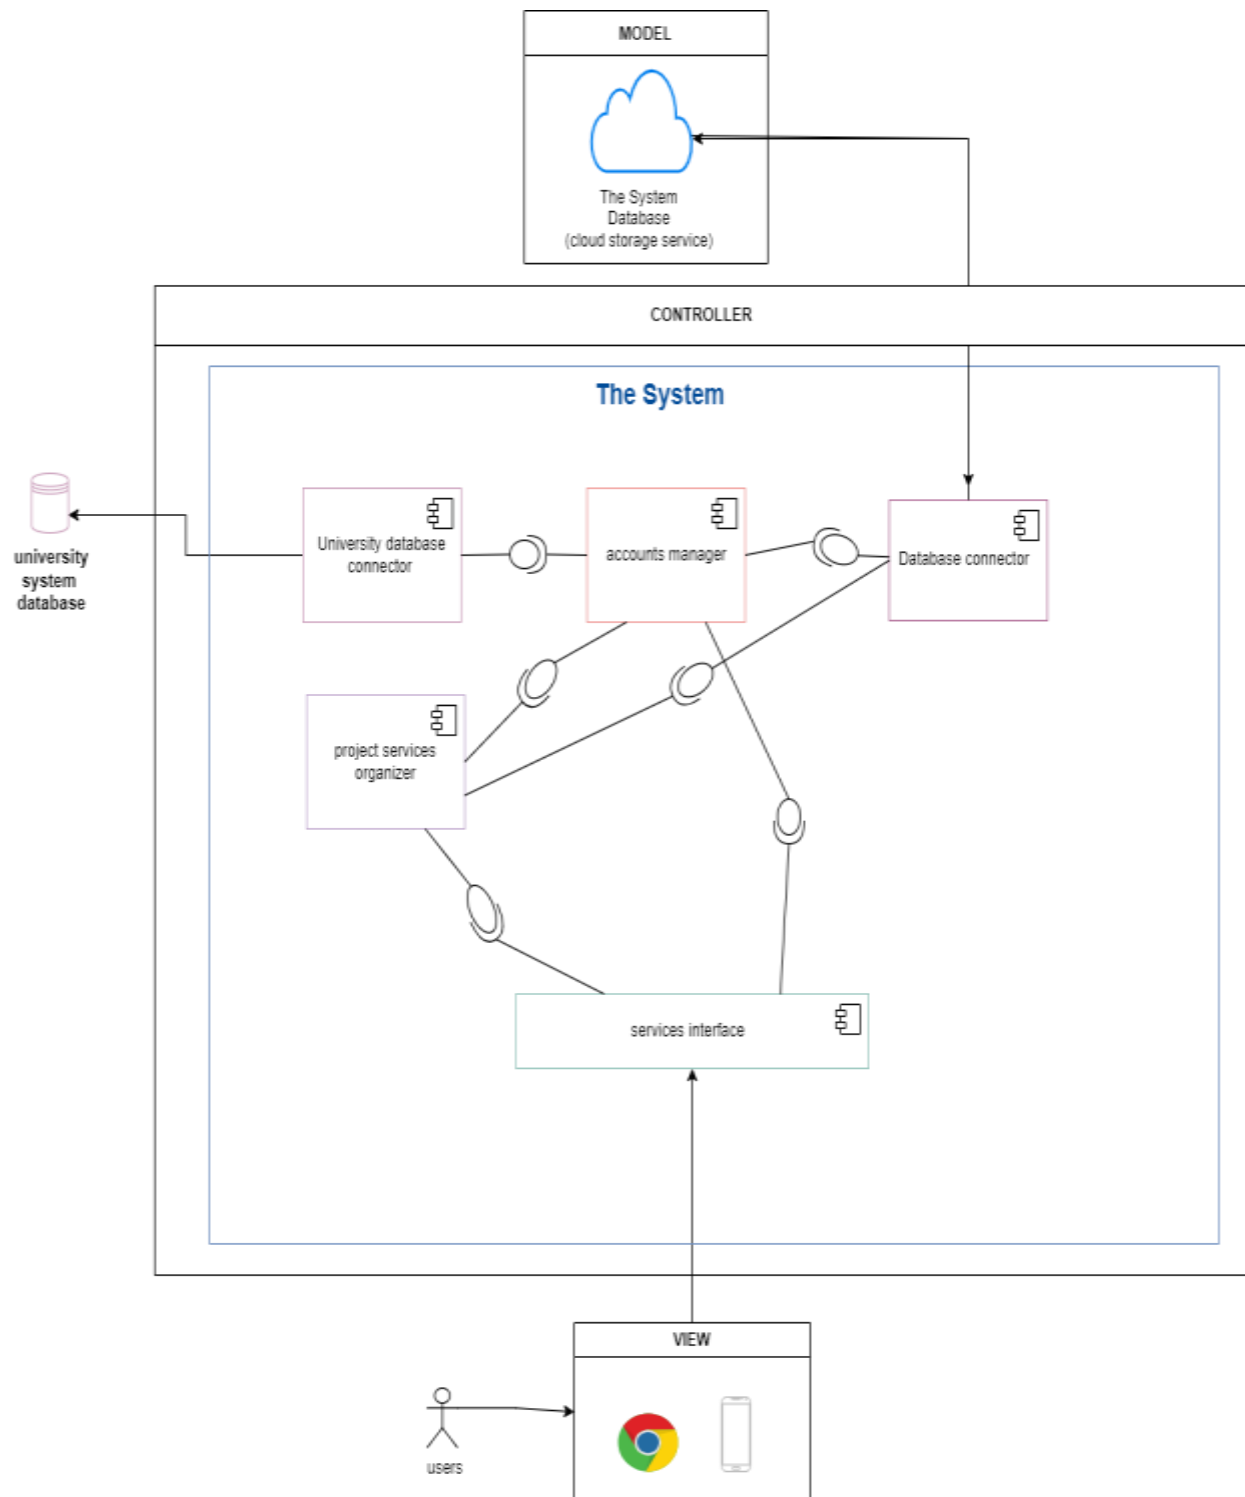 MODEL
The System
Database
(cloud storage service)
CONTROLLER
The System
university
system
database
University database
connector
accounts manager
Database connector
project services
organizer
services interface
VIEW
users